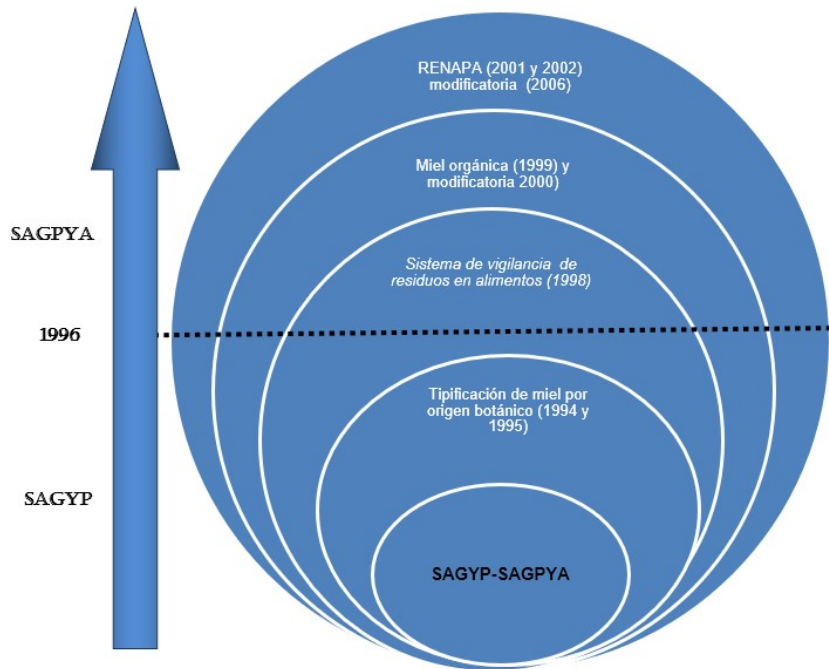 RENAPA (2001 y 2002)
modificatoria (2006)
Miel orgánica (1999) y
modificatoria 2000)
SAGPYA
Sistema de vigilancia de
residuos en alimentos (1998)
1996
Tipificación de miel por
origen botánico (1994 y
1995)
SAGYP
SAGYP-SAGPYA